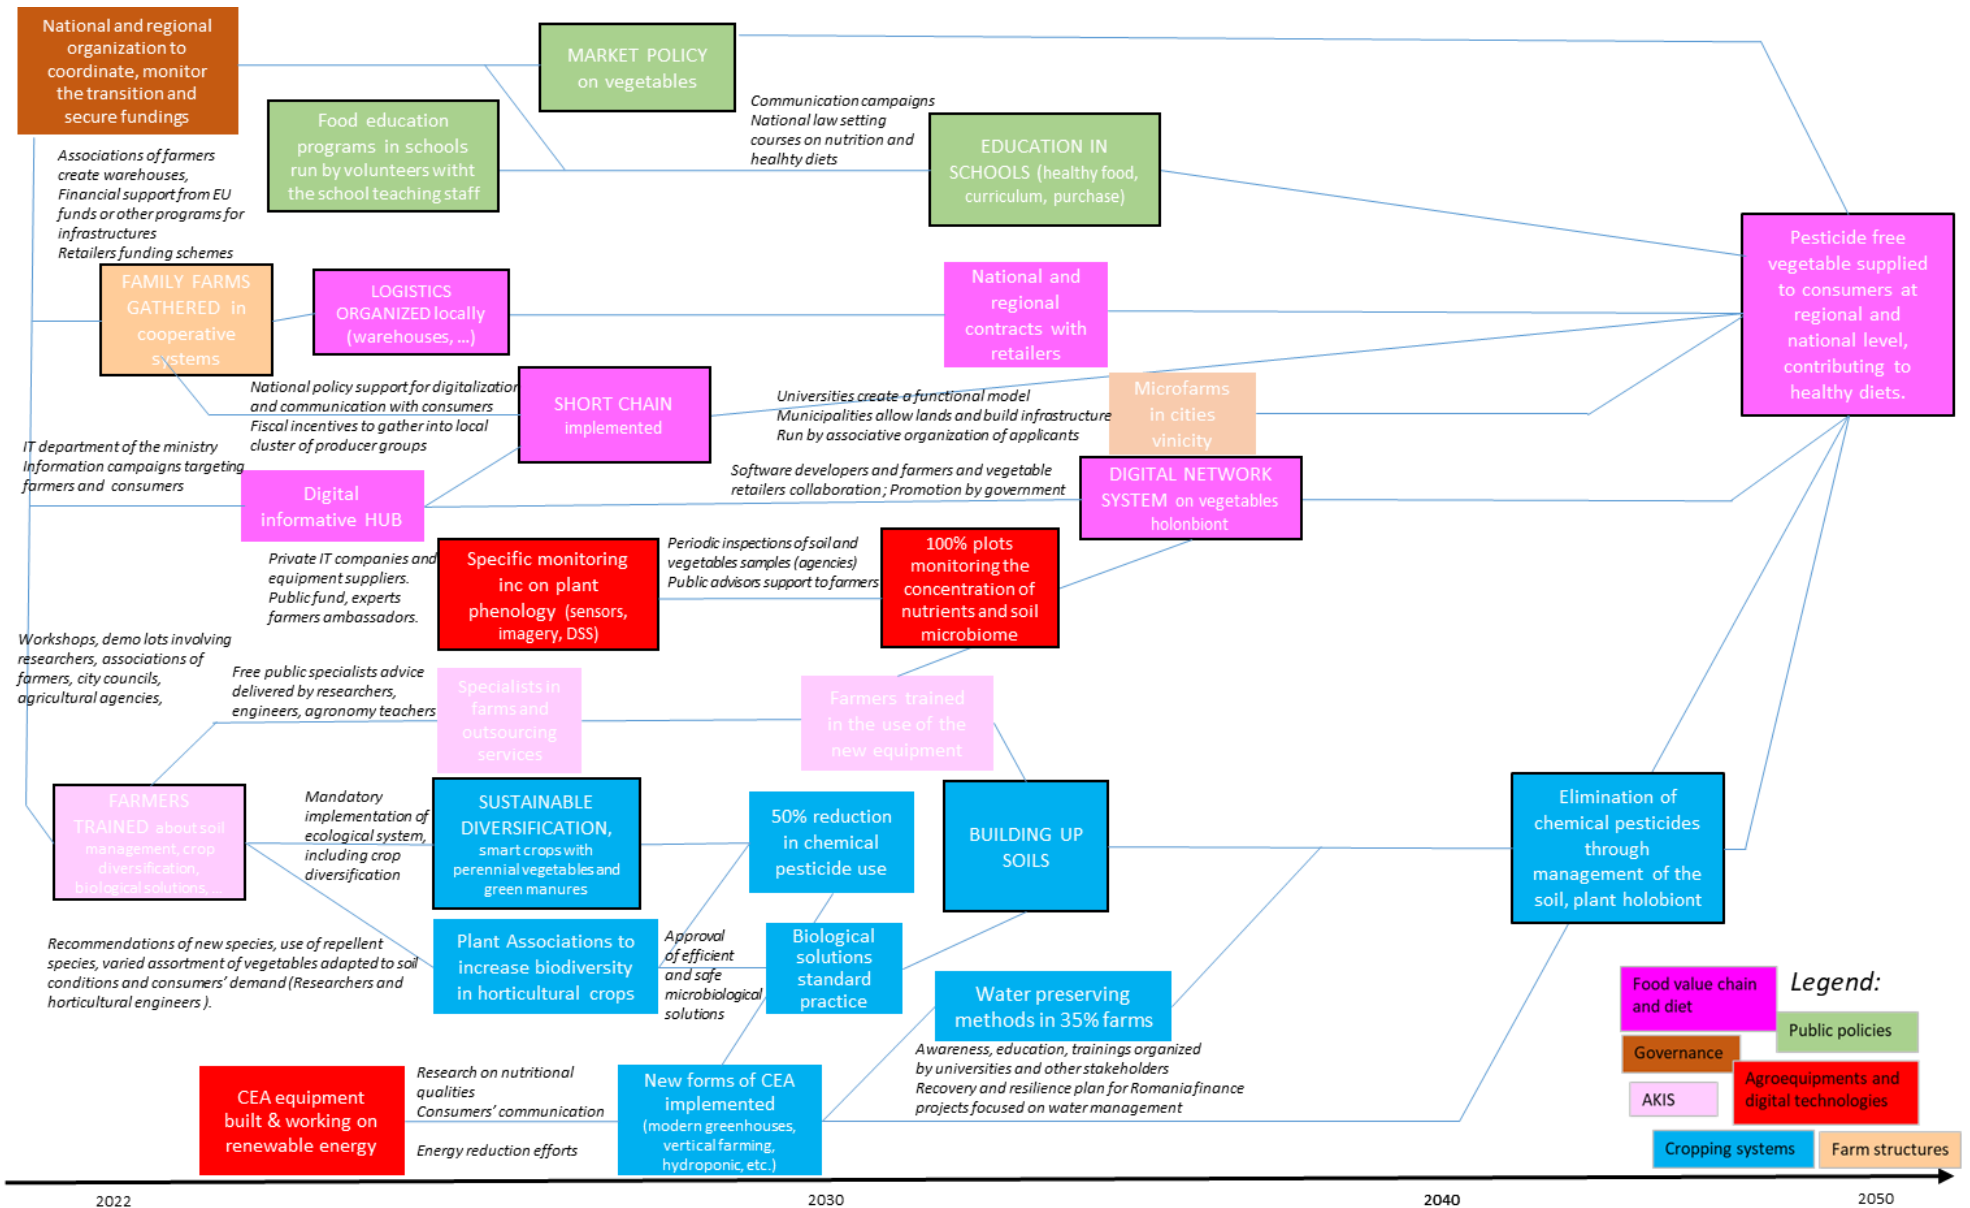 National and regional
organization to
coordinate, monitor
the transition and
secure fundings
MARKET POLICY
on vegetables
Food education
programs in schools
run by volunteers witht
the school teaching staff
Communication campaigns
National law setting
courses on nutrition and
healhty diets
EDUCATION IN
SCHOOLS (healthy food,
curriculum, purchase)
Associations of farmers
create warehouses,
Financial support from EU
funds or other programs for
infrastructures
Retailers funding schemes
FAMILY FARMS
GATHERED in
cooperative
systems
LOGISTICS
ORGANIZED locally
(warehouses, ...)
National and
regional
contracts with
retailers
Pesticide free
vegetable supplied
to consumers at
regional and
national level,
contributing to
healthy diets.
National policy support for digitalization
and communication with consumers
Fiscal incentives to gather into local
cluster of producer groups
SHORT CHAIN
implemented
Universities create a functional model
Municipalities allow lands and build infrastructure
Run by associative organization of applicants
Microfarms
in cities
vinicity
IT department of the ministry
Information campaigns targeting
farmers and consumers
Digital
informative HUB
Software developers and farmers and vegetable
retailers collaboration; Promotion by government
DIGITAL NETWORK
SYSTEM on vegetables
holonbiont
Private IT companies and
equipment suppliers.
Public fund, experts
farmers ambassadors.
Specific monitoring
inc on plant
phenology (sensors,
imagery, DSS)
Periodic inspections of soil and
vegetables samples (agencies)
Public advisors support to farmers
100% plots
monitoring the
concentration of
nutrients and soil
microbiome
Workshops, demo lots involving
researchers, associations of
farmers, city councils,
agricultural agencies,
Free public specialists advice
delivered by researchers,
engineers, agronomy teachers
Specialists in
farms and
outsourcing
services
Farmers trained
in the use of the
new equipment
FARMERS
TRAINED about soil
management, crop
diversification,
biological solutions, ...
Mandatory
implementation of
ecological system,
including crop
diversification
SUSTAINABLE
DIVERSIFICATION,
smart crops with
perennial vegetables and
green manures
50% reduction
in chemical
pesticide use
BUILDING UP
SOILS
Elimination of
chemical pesticides
through
management of the
soil, plant holobiont
Recommendations of new species, use of repellent
species, varied assortment of vegetables adapted to soil
conditions and consumers' demand (Researchers and
horticultural engineers ).
Plant Associations to
increase biodiversity
in horticultural crops
Approval
of efficient
and safe
microbiological
solutions
Biological
solutions
standard
practice
Water preserving
methods in 35% farms
Awareness, education, trainings organized
by universities and other stakeholders
Recovery and resilience plan for Romania finance
projects focused on water management
CEA equipment
built & working on
renewable energy
Research on nutritional
qualities
Consumers' communication
Energy reduction efforts
New forms of CEA
implemented
(modern greenhouses,
vertical farming,
hydroponic, etc.)
Legend:
Food value chain
and diet
Public policies
Governance
Agroequipments and
digital technologies
AKIS
Cropping systems
Farm structures
2022
2030
2040
2050